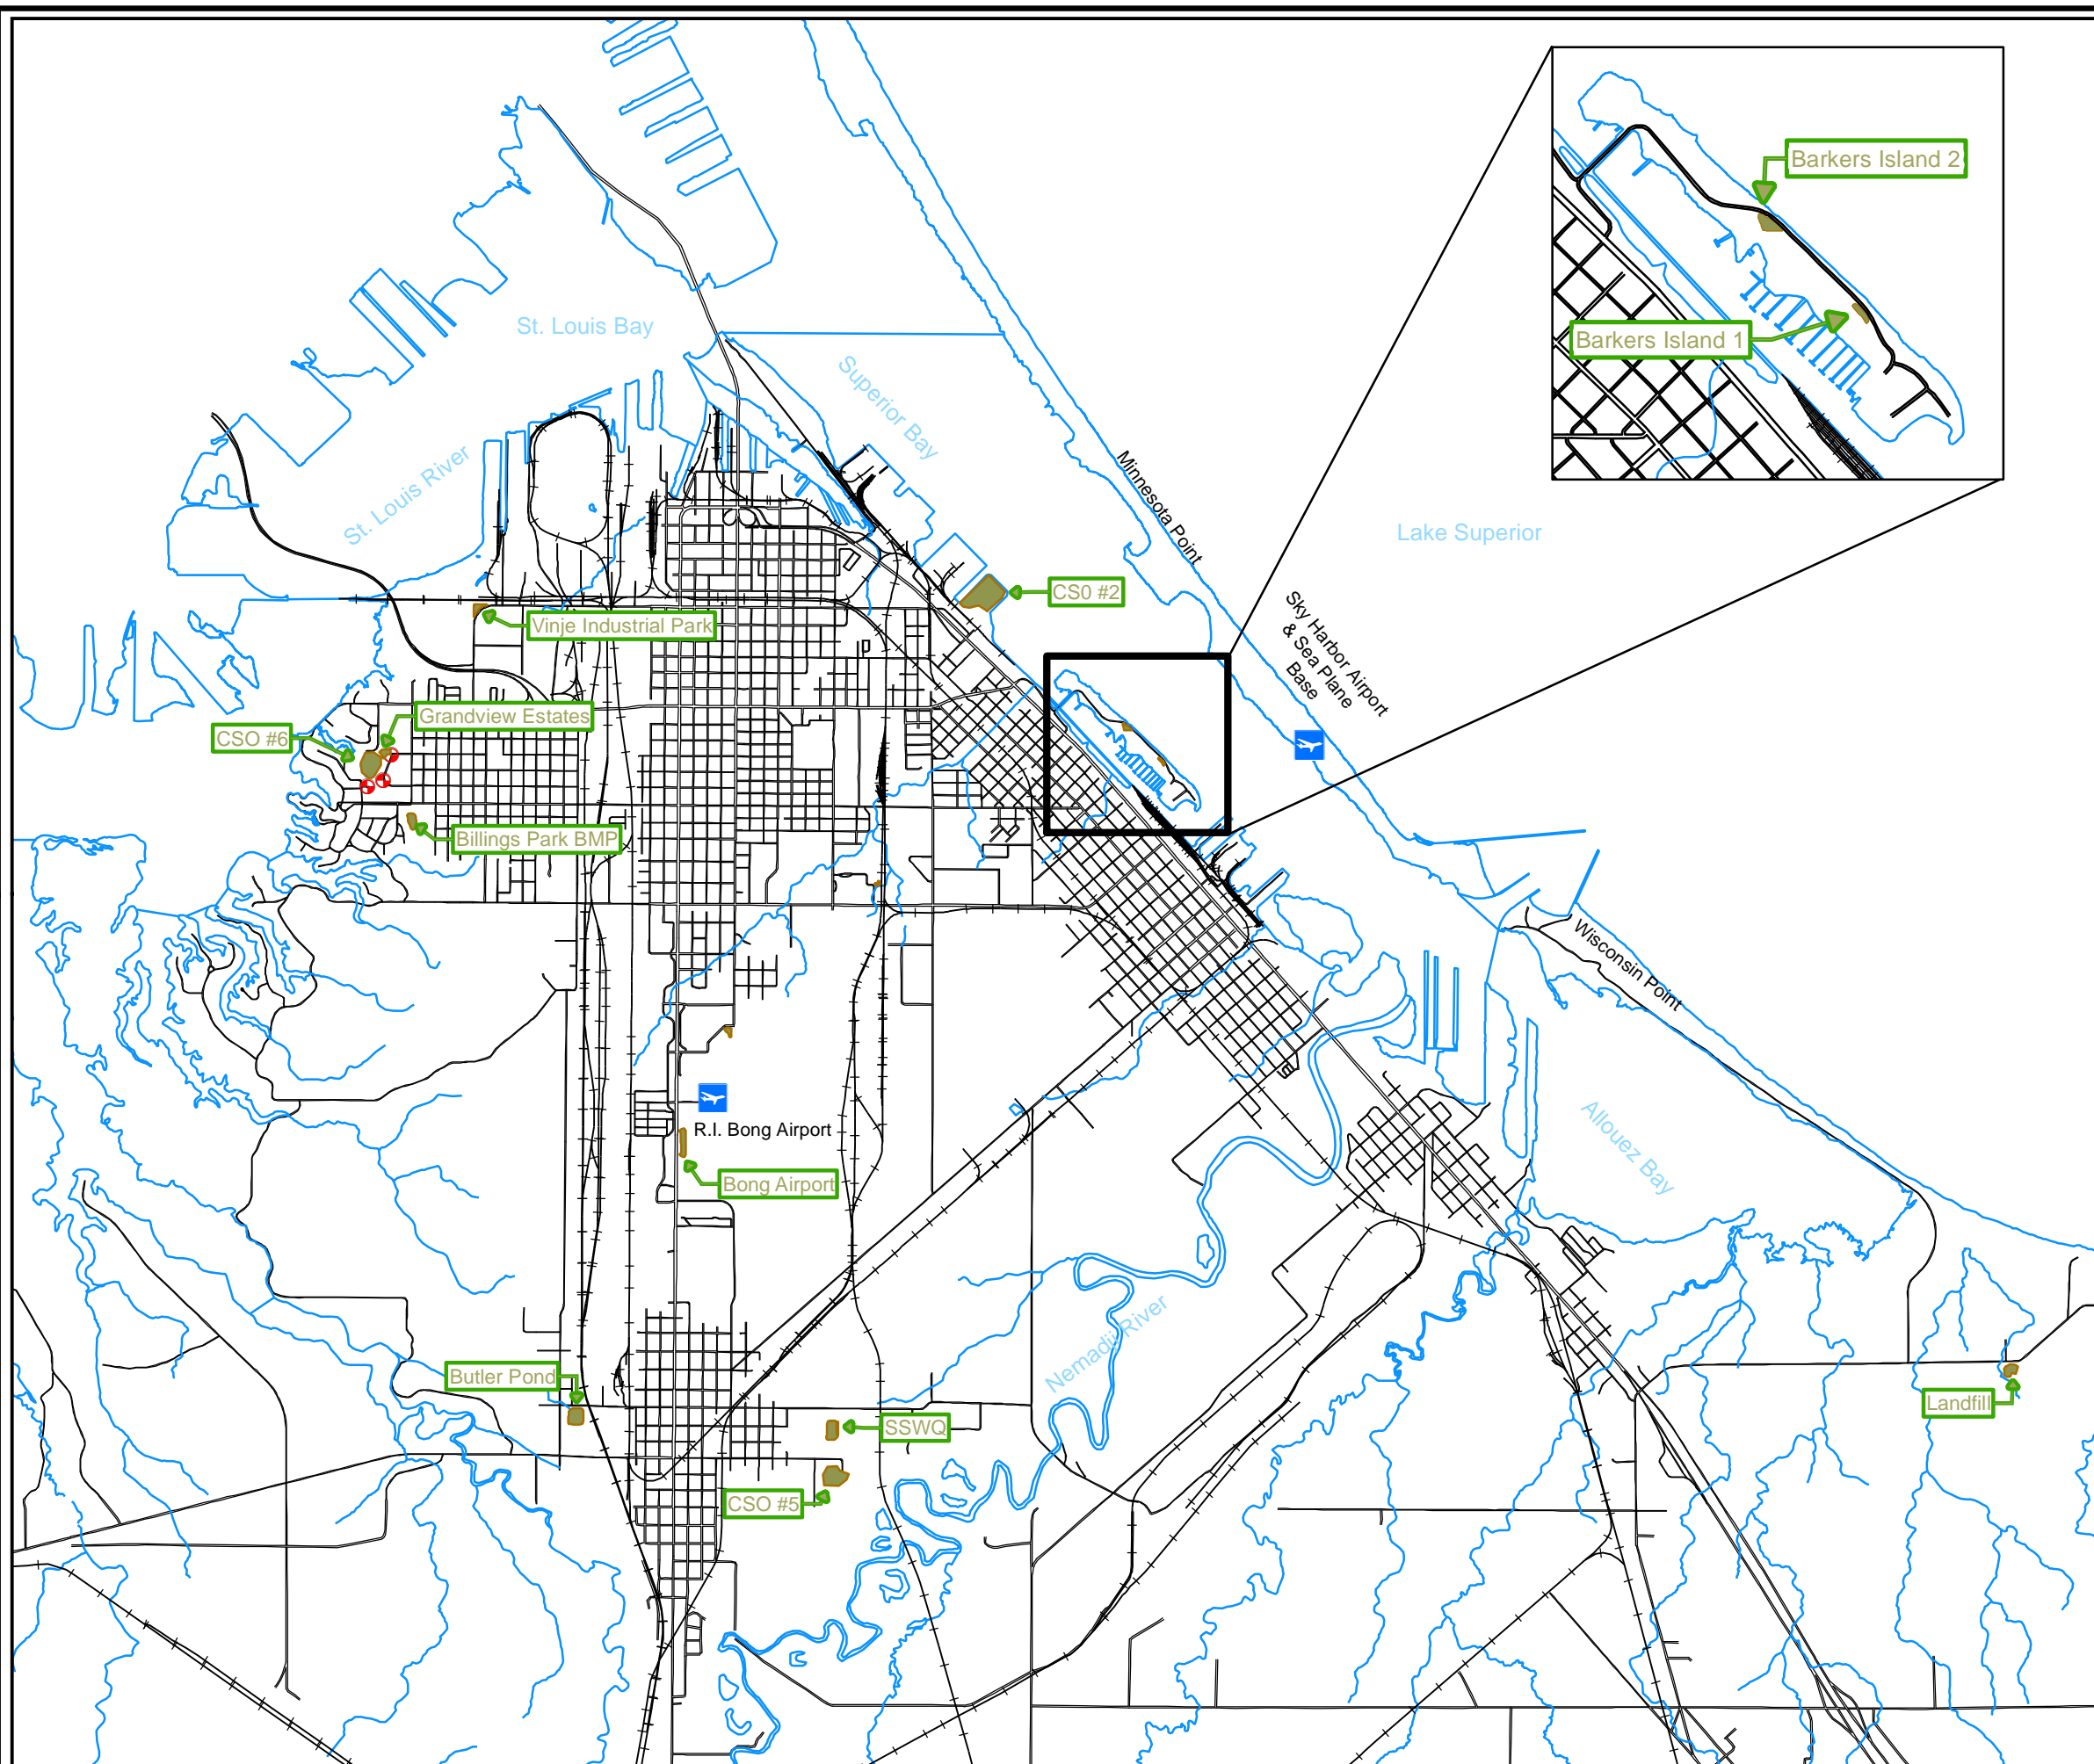 Barkers Island 2
St. Louis Bay
Barkers Island 1
Superior Bay
St. Louis River
Minnesota Point
Lake Superior
CS0 #2
Sky Harbor Airport
& Sea Plane
Base
Vinje Industrial Park
Grandview Estates
CSO #6
Billings Park BMP
Wisconsin Point
R.I. Bong Airport
Allouez Bay
Bong Airport
Nemadji River
Butler Pond
Landfill
SSWQ
CSO #5